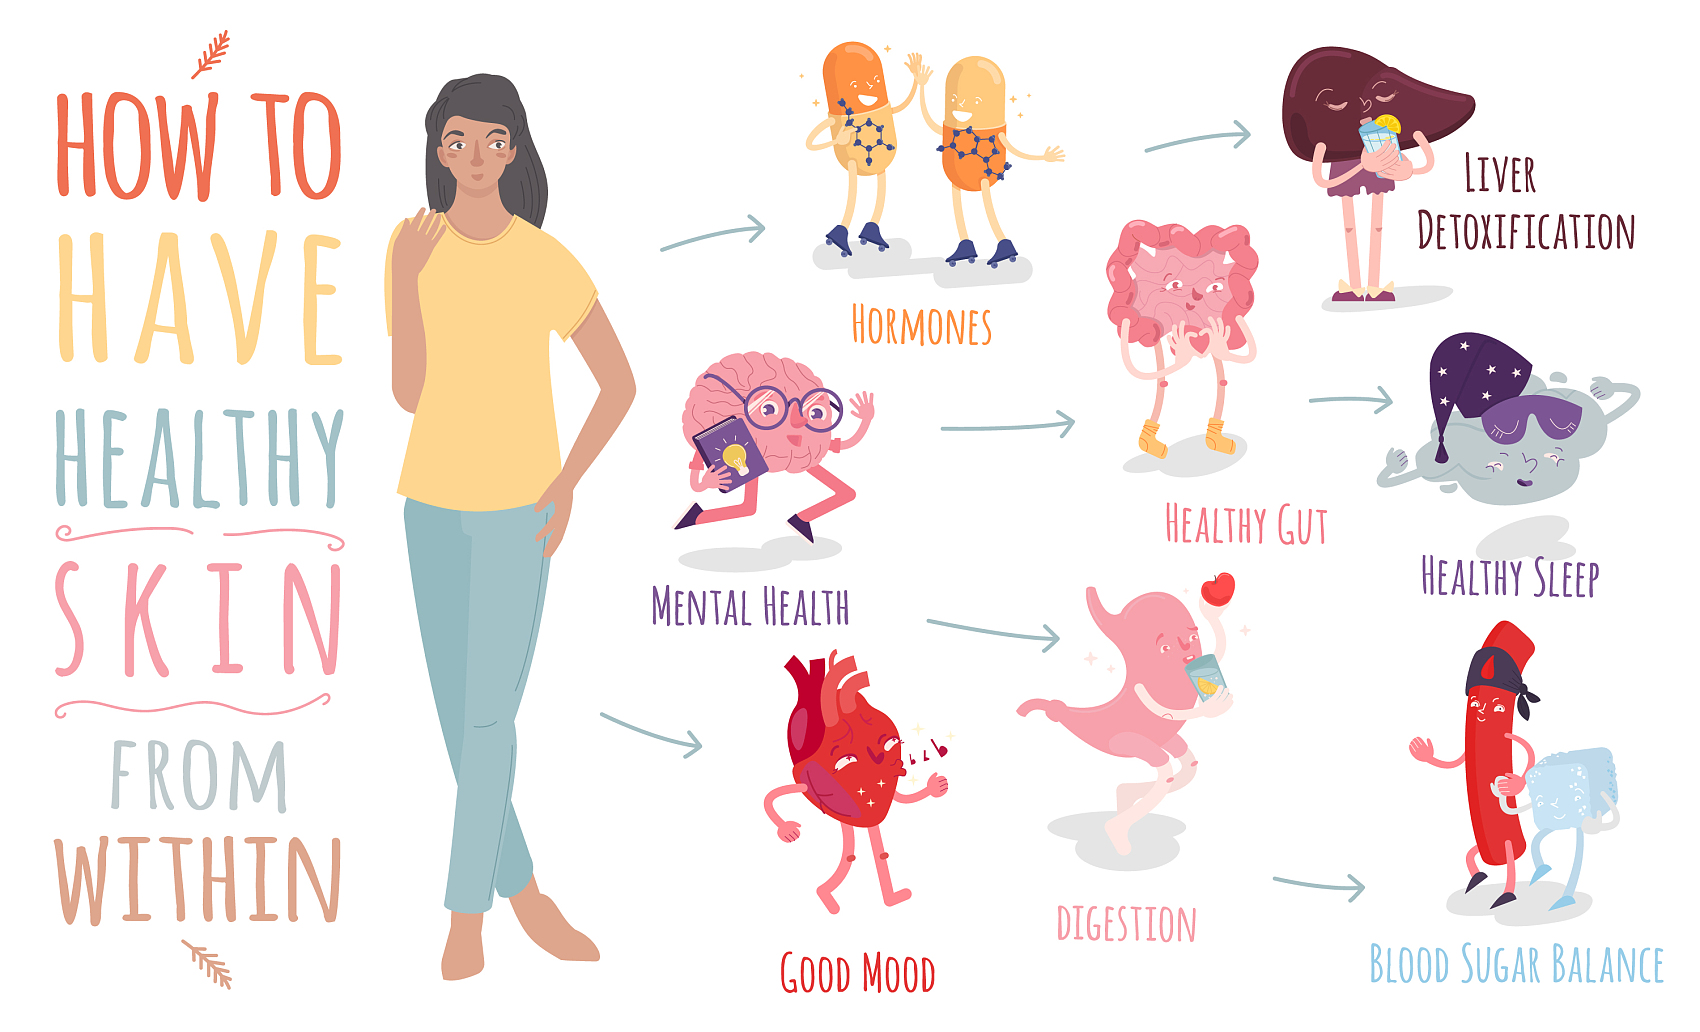 HOW TO
HAVE
HEALTHY
SKIN
FROM
WITHIN
HORMONES
LIVER
DETOXIFICATION
MENTAL HEALTH
HEALTHY GUT
HEALTHY SLEEP
GOOD MOOD
DIGESTION
BLOOD SUGAR BALANCE